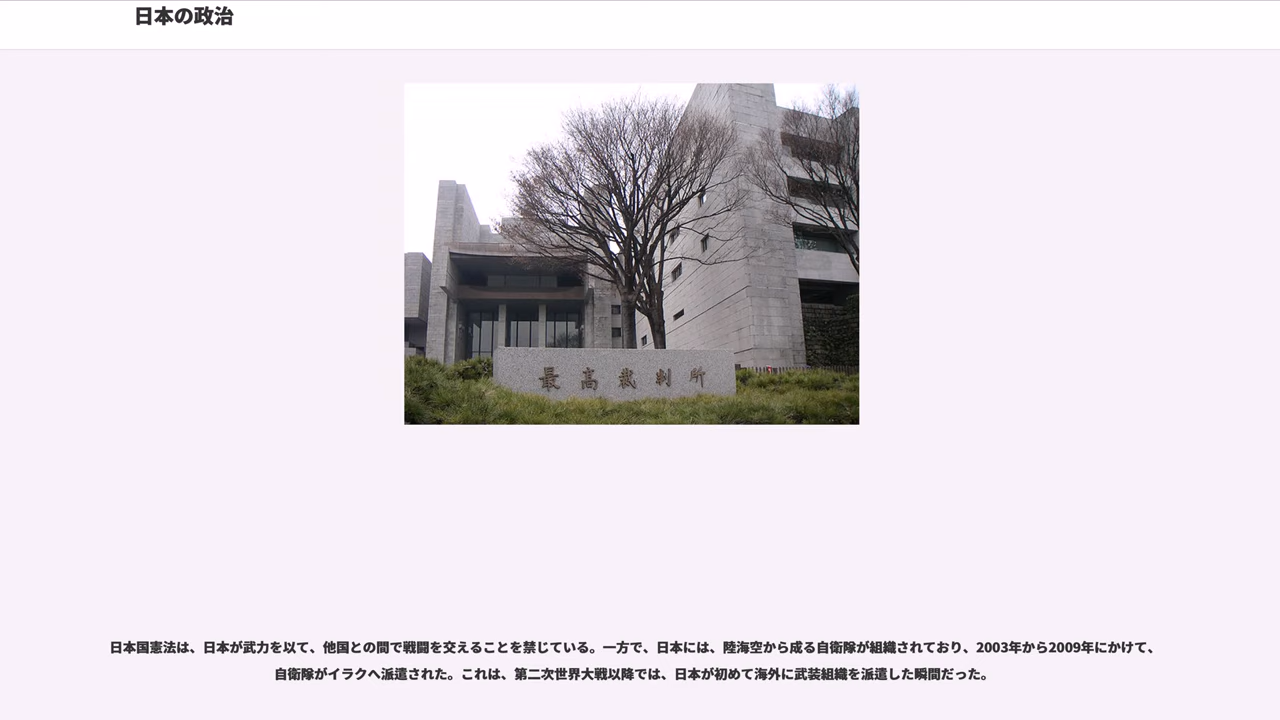 日本の政治
最高裁判所
日本国憲法は、日本が武力を以て、他国との間で戦闘を交えることを禁じている。一方で、日本には、陸海空から成る自衛隊が組織されており、2003年から2009年にかけて、
自衛隊がイラクへ派遣された。これは、第二次世界大戦以降では、日本が初めて海外に武装組織を派遣した瞬間だった。